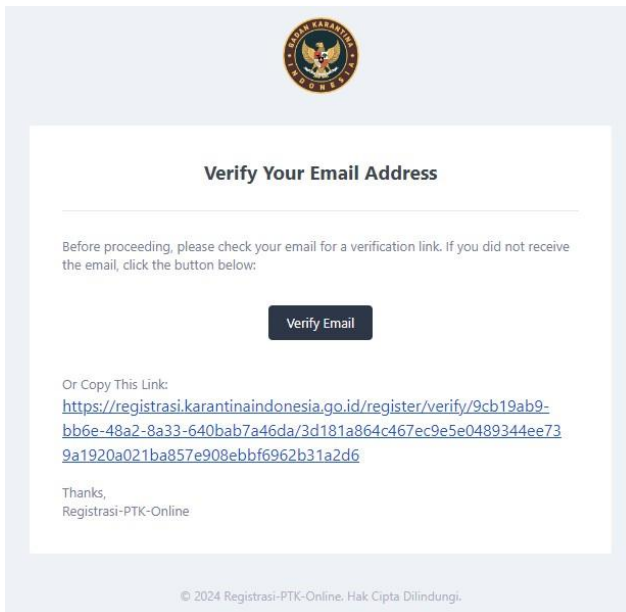 BADAN KARANTINA
INDONESIA
Verify Your Email Address
Before proceeding, please check your email for a verification link. If you did not receive
the email, click the button below:
Verify Email
Or Copy This Link:
https://registrasi.karantinaindonesia.go.id/register/verify/9cb19ab9-
bb6e-48a2-8a33-640bab7a46da/3d181a864c467ec9e5e0489344ee73
9a1920a021ba857e908ebbf6962b31a2d6
Thanks,
Registrasi-PTK-Online
© 2024 Registrasi-PTK-Online. Hak Cipta Dilindungi.